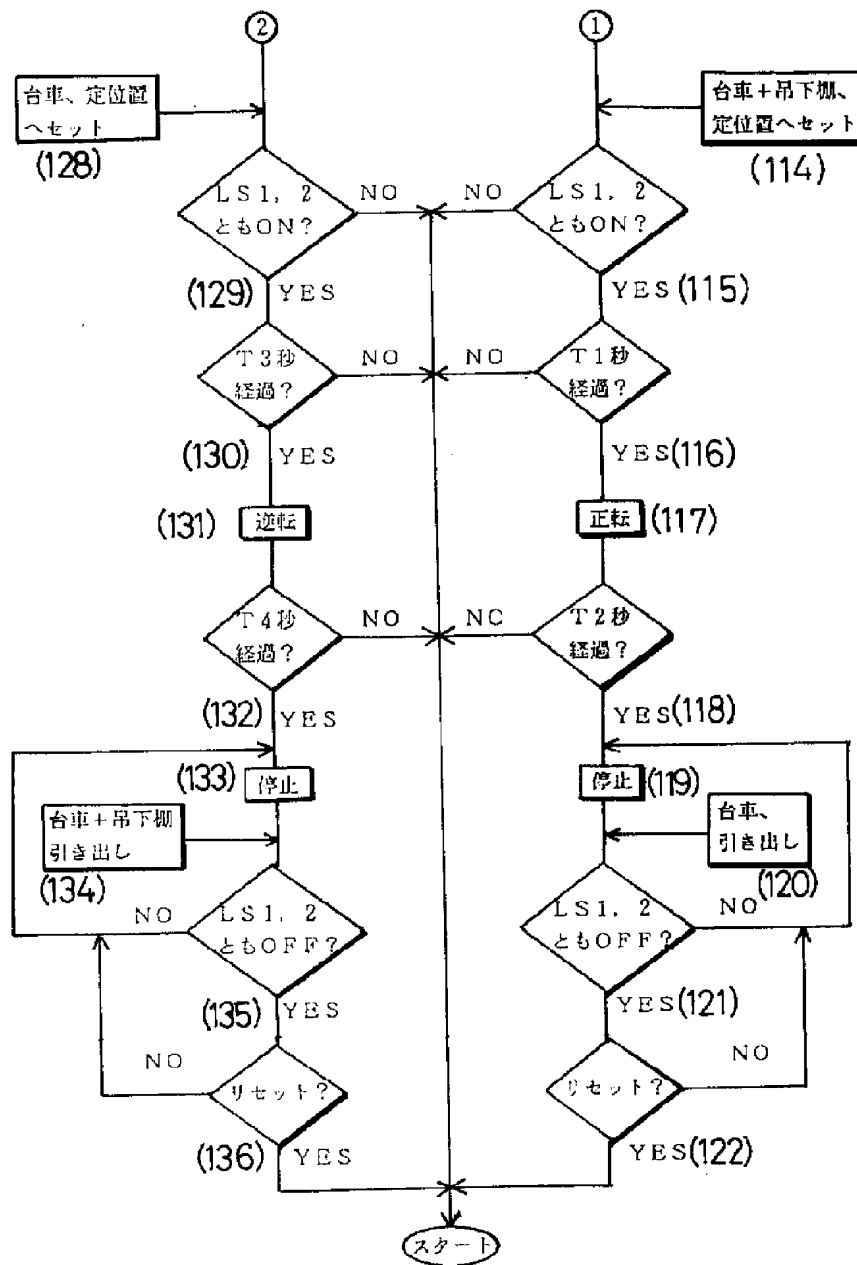 ②
①
台車、定位置
へセット
(128)
台車+吊下棚、
定位置へセット
(114)
LS1, 2
ともON?
NO
NO
LS1, 2
ともON?
(129)
YES
YES
(115)
T3秒
経過?
NO
NO
T1秒
経過?
(130)
YES
YES
(116)
(131)
逆転
正転
(117)
T4秒
経過?
NO
NC
T2秒
経過?
(132)
YES
YES
(118)
(133)
停止
停止
(119)
台車+吊下棚
引き出し
(134)
台車、
引き出し
(120)
NO
LS1, 2
ともOFF?
LS1, 2
ともOFF?
NO
(135)
YES
YES
(121)
NO
リセット?
リセット?
NO
(136)
YES
YES
(122)
スタート